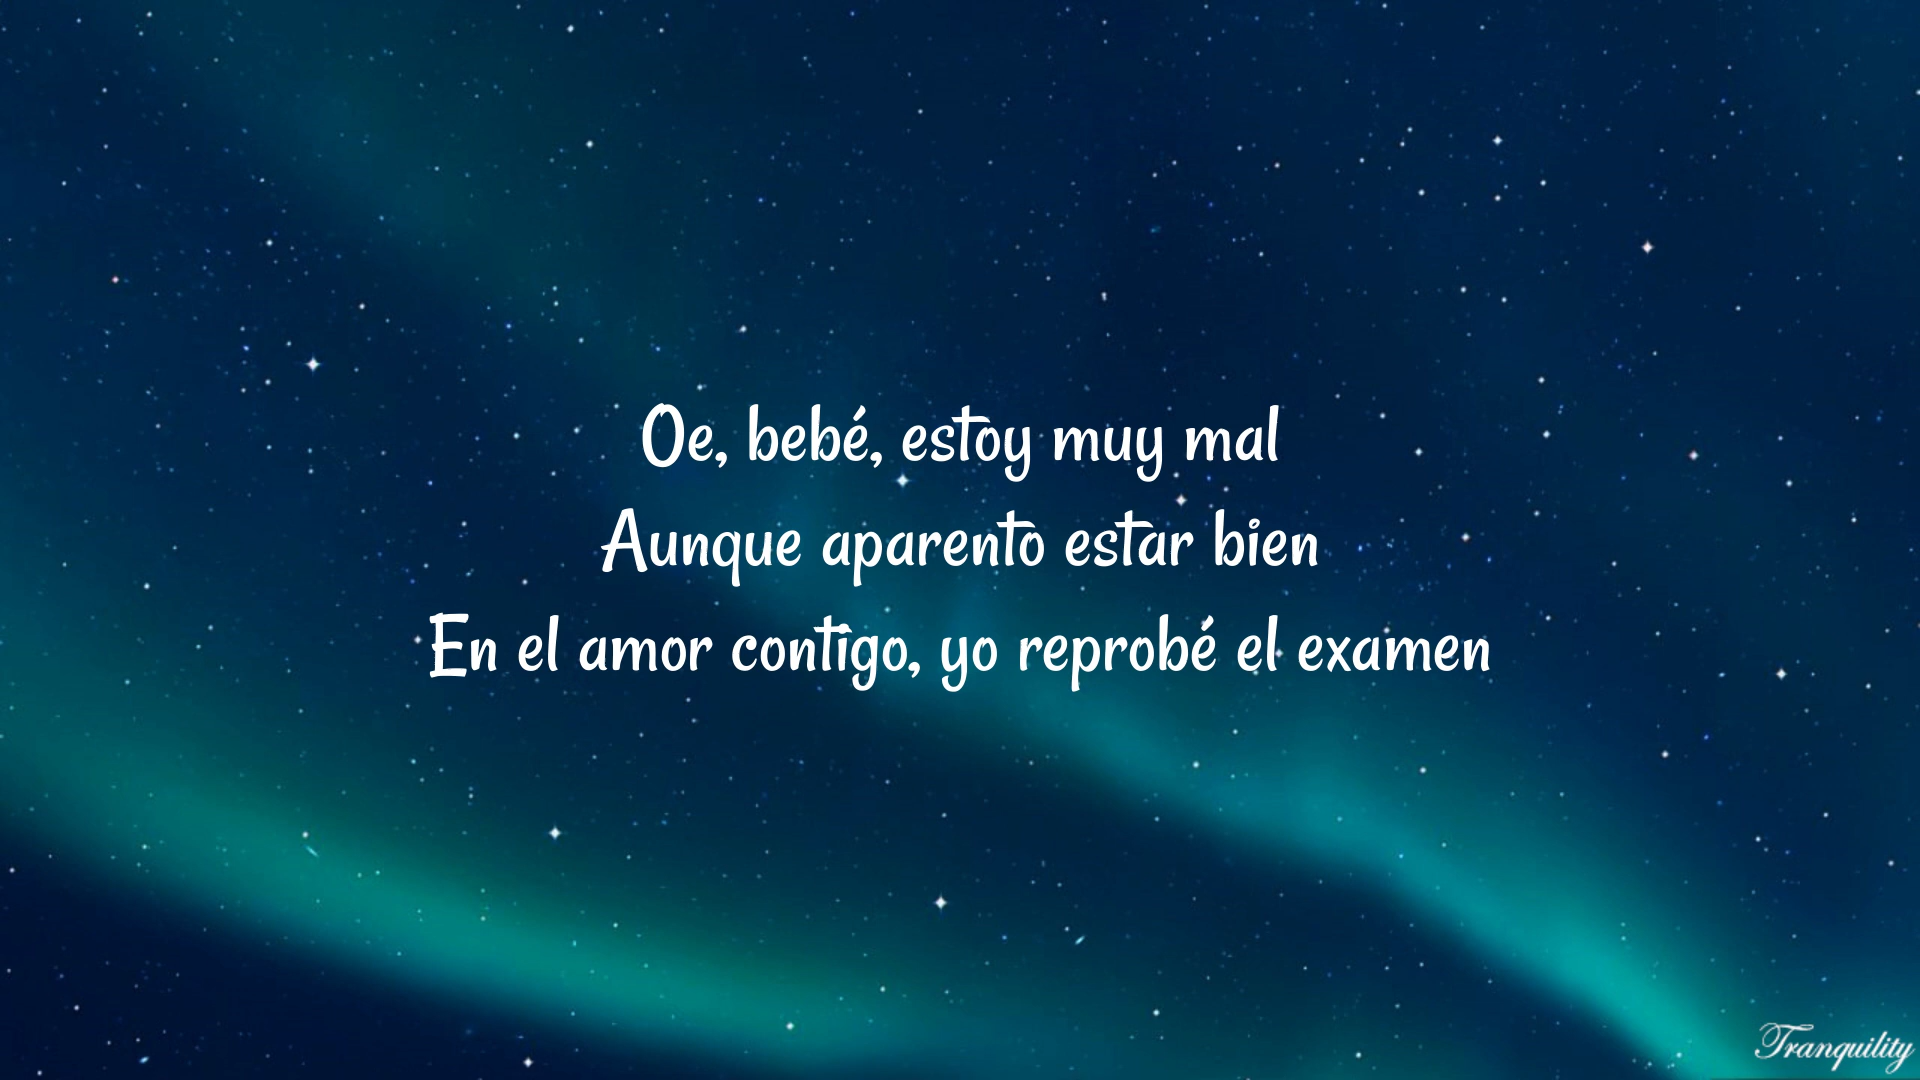 Oe, bebé, estoy muy mal
Aunque aparento estar bien
En el amor contigo, yo reprobé el examen
Tranquility